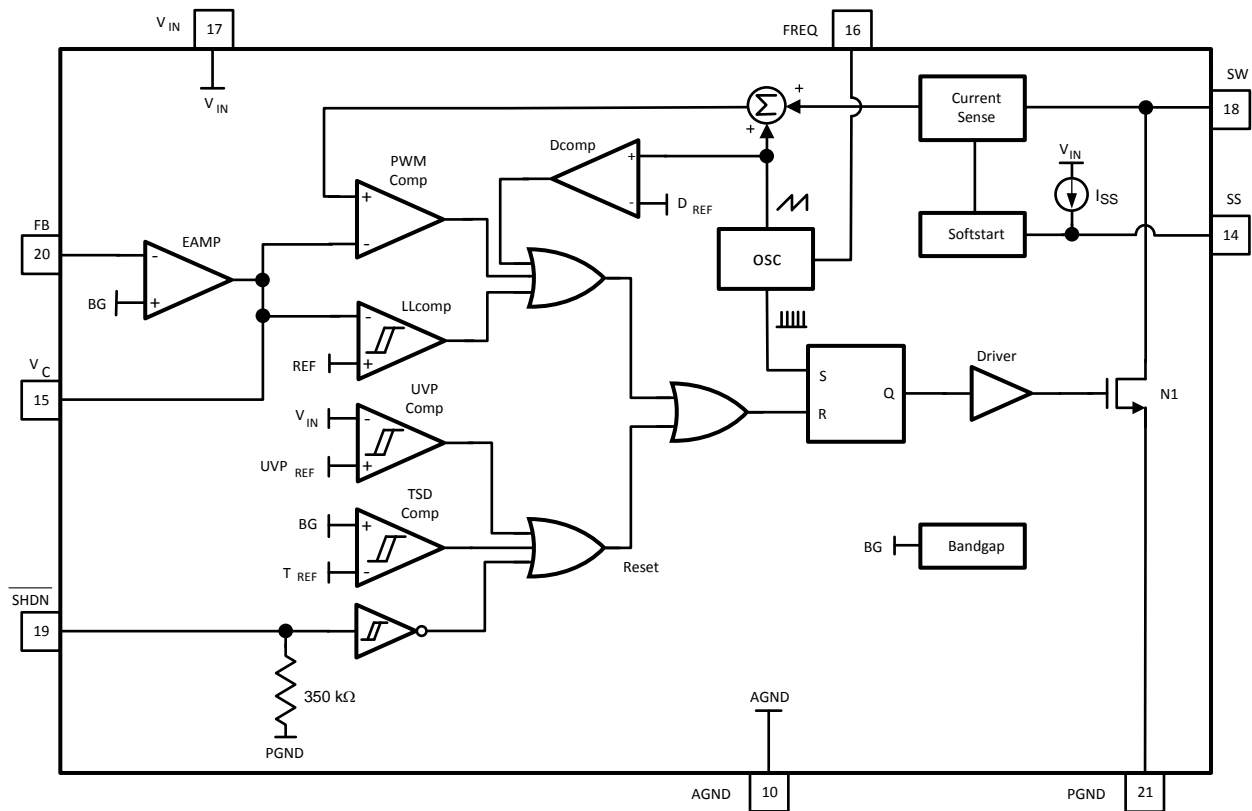 V IN
17
FREQ
16
V IN
SW
18
Σ
+
+
Current
Sense
Dcomp
+
-
D REF
V IN
ISS
SS
14
PWM
Comp
+
-
FB
20
EAMP
-
+
BG
Softstart
OSC
LLcomp
-
+
REF
V C
15
UVP
Comp
V IN
-
+
UVP REF
S
R
Q
Driver
N1
TSD
Comp
BG
+
-
T REF
Reset
BG
Bandgap
SHDN
19
350 kΩ
PGND
AGND
AGND
10
PGND
21